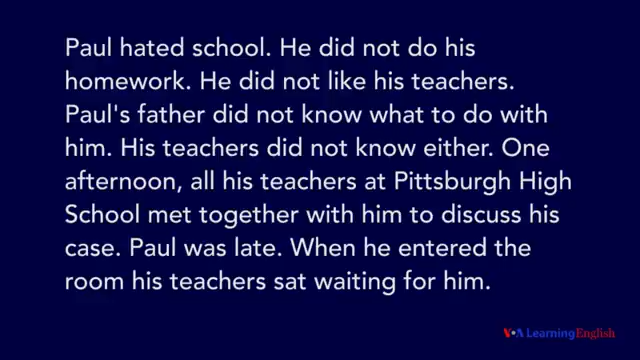 Paul hated school. He did not do his
homework. He did not like his teachers.
Paul's father did not know what to do with
him. His teachers did not know either. One
afternoon, all his teachers at Pittsburgh High
School met together with him to discuss his
case. Paul was late. When he entered the
room his teachers sat waiting for him.
VOA Learning English